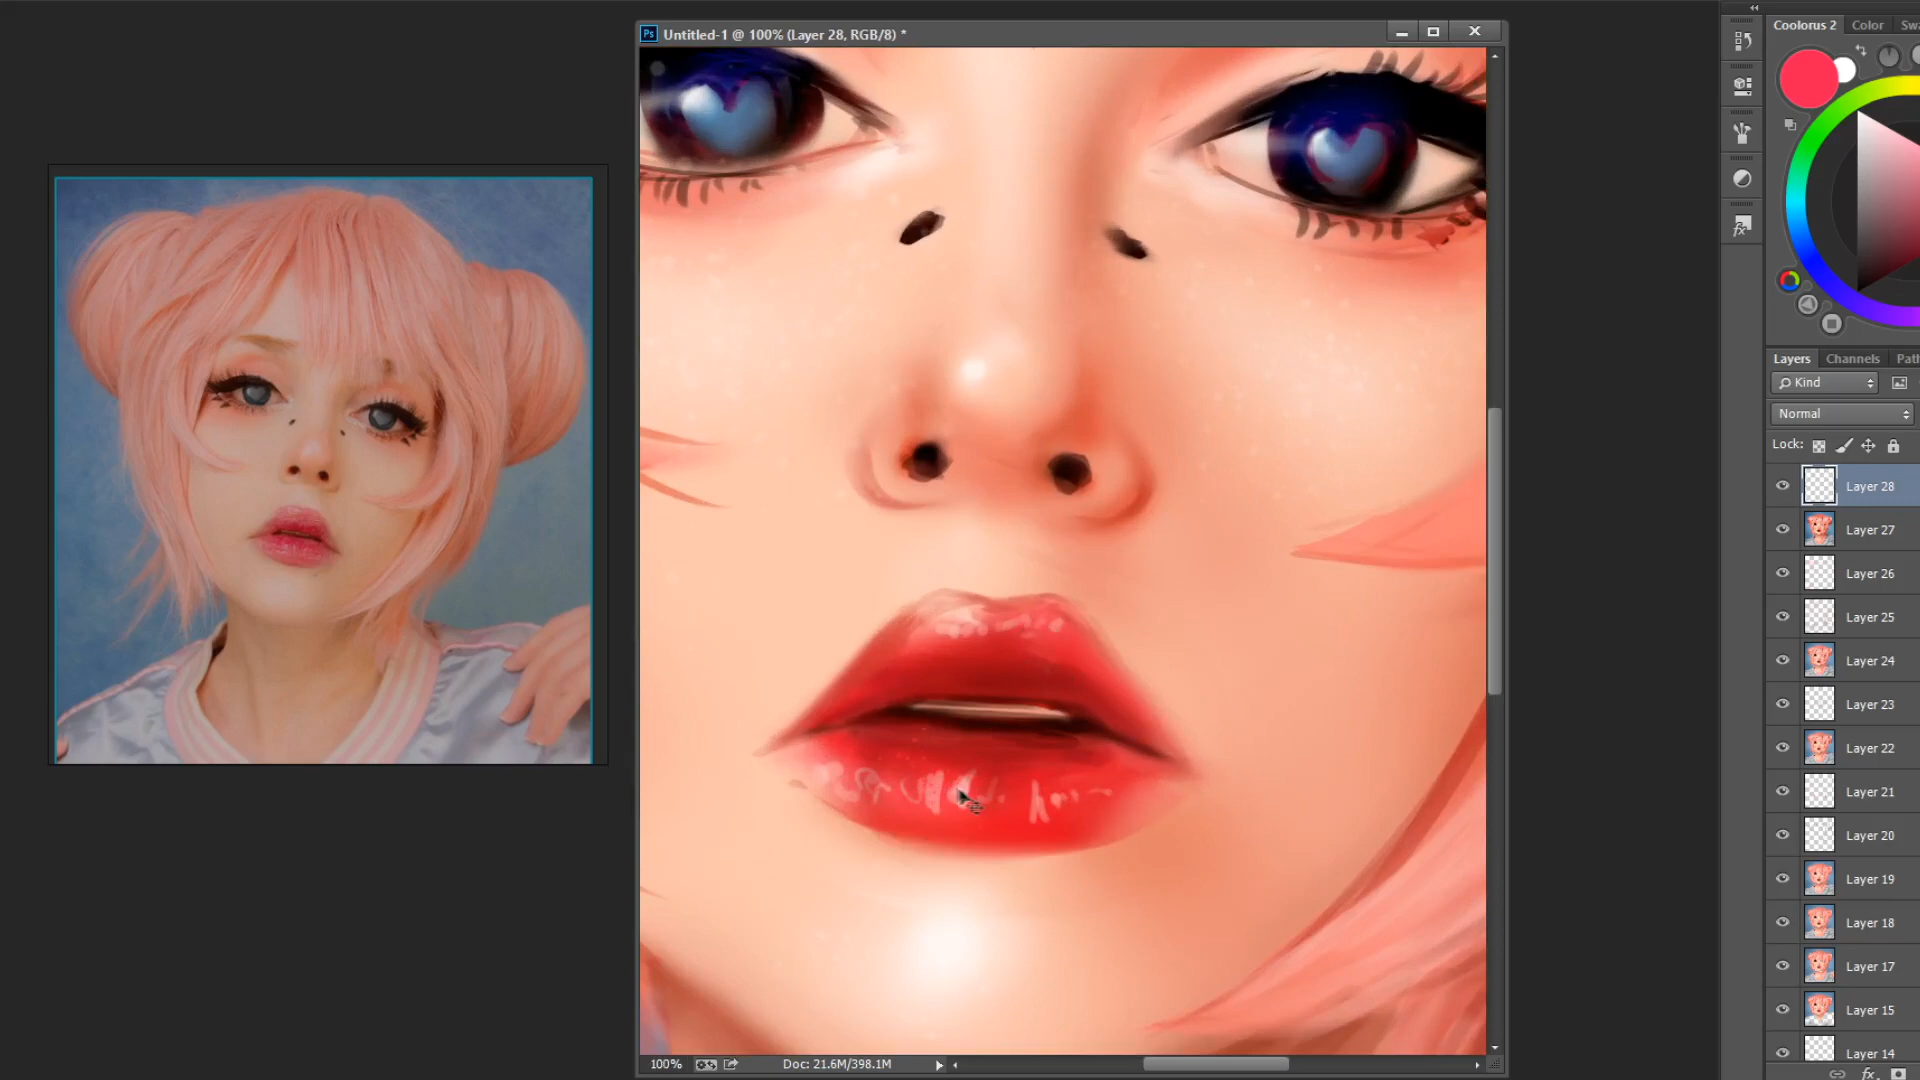 Ps Untitled-1 @ 100% (Layer 28, RGB/8) *
Coolorus 2 Color
Layers Channels
Kind
Normal
Lock:
Layer 28
Layer 27
Layer 26
Layer 25
Layer 24
Layer 23
Layer 22
Layer 21
Layer 20
Layer 19
Layer 18
Layer 17
Layer 15
Layer 14
fx
100% Doc: 21.6M/398.1M